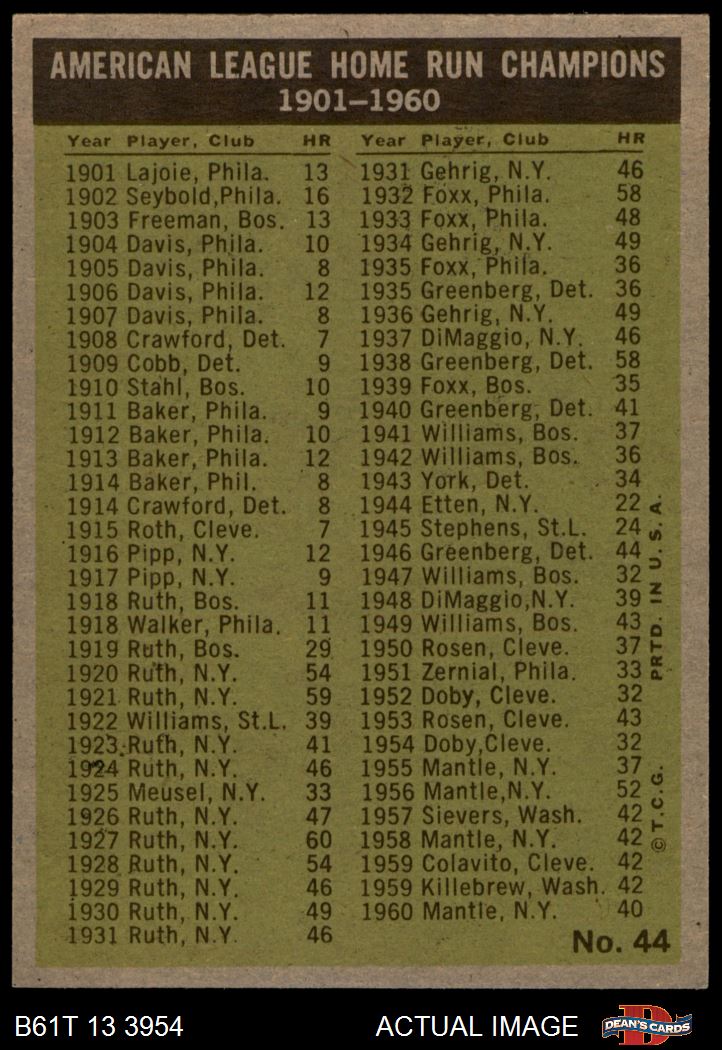 AMERICAN LEAGUE HOME RUN CHAMPIONS
1901–1960
Year Player, Club HR
1901 Lajoie, Phila. 13
1902 Seybold,Phila. 16
1903 Freeman, Bos. 13
1904 Davis, Phila. 10
1905 Davis, Phila. 8
1906 Davis, Phila. 12
1907 Davis, Phila. 8
1908 Crawford, Det. 7
1909 Cobb, Det. 9
1910 Stahl, Bos. 10
1911 Baker, Phila. 9
1912 Baker, Phila. 10
1913 Baker, Phila. 12
1914 Baker, Phil. 8
1914 Crawford, Det. 8
1915 Roth, Cleve. 7
1916 Pipp, N.Y. 12
1917 Pipp, N.Y. 9
1918 Ruth, Bos. 11
1918 Walker, Phila. 11
1919 Ruth, Bos. 29
1920 Ruth, N.Y. 54
1921 Ruth, N.Y. 59
1922 Williams, St.L. 39
1923 Ruth, N.Y. 41
1924 Ruth, N.Y. 46
1925 Meusel, N.Y. 33
1926 Ruth, N.Y. 47
1927 Ruth, N.Y. 60
1928 Ruth, N.Y. 54
1929 Ruth, N.Y. 46
1930 Ruth, N.Y. 49
1931 Ruth, N.Y. 46
Year Player, Club HR
1931 Gehrig, N.Y. 46
1932 Foxx, Phila. 58
1933 Foxx, Phila. 48
1934 Gehrig, N.Y. 49
1935 Foxx, Phila. 36
1935 Greenberg, Det. 36
1936 Gehrig, N.Y. 49
1937 DiMaggio, N.Y. 46
1938 Greenberg, Det. 58
1939 Foxx, Bos. 35
1940 Greenberg, Det. 41
1941 Williams, Bos. 37
1942 Williams, Bos. 36
1943 York, Det. 34
1944 Etten, N.Y. 22
1945 Stephens, St.L. 24
1946 Greenberg, Det. 44
1947 Williams, Bos. 32
1948 DiMaggio,N.Y. 39
1949 Williams, Bos. 43
1950 Rosen, Cleve. 37
1951 Zernial, Phila. 33
1952 Doby, Cleve. 32
1953 Rosen, Cleve. 43
1954 Doby,Cleve. 32
1955 Mantle, N.Y. 37
1956 Mantle,N.Y. 52
1957 Sievers, Wash. 42
1958 Mantle, N.Y. 42
1959 Colavito, Cleve. 42
1959 Killebrew, Wash. 42
1960 Mantle, N.Y. 40
No. 44
© T.C.G. PRTD. IN U. S. A.
B61T 13 3954 ACTUAL IMAGE
D
DEAN'S CARDS